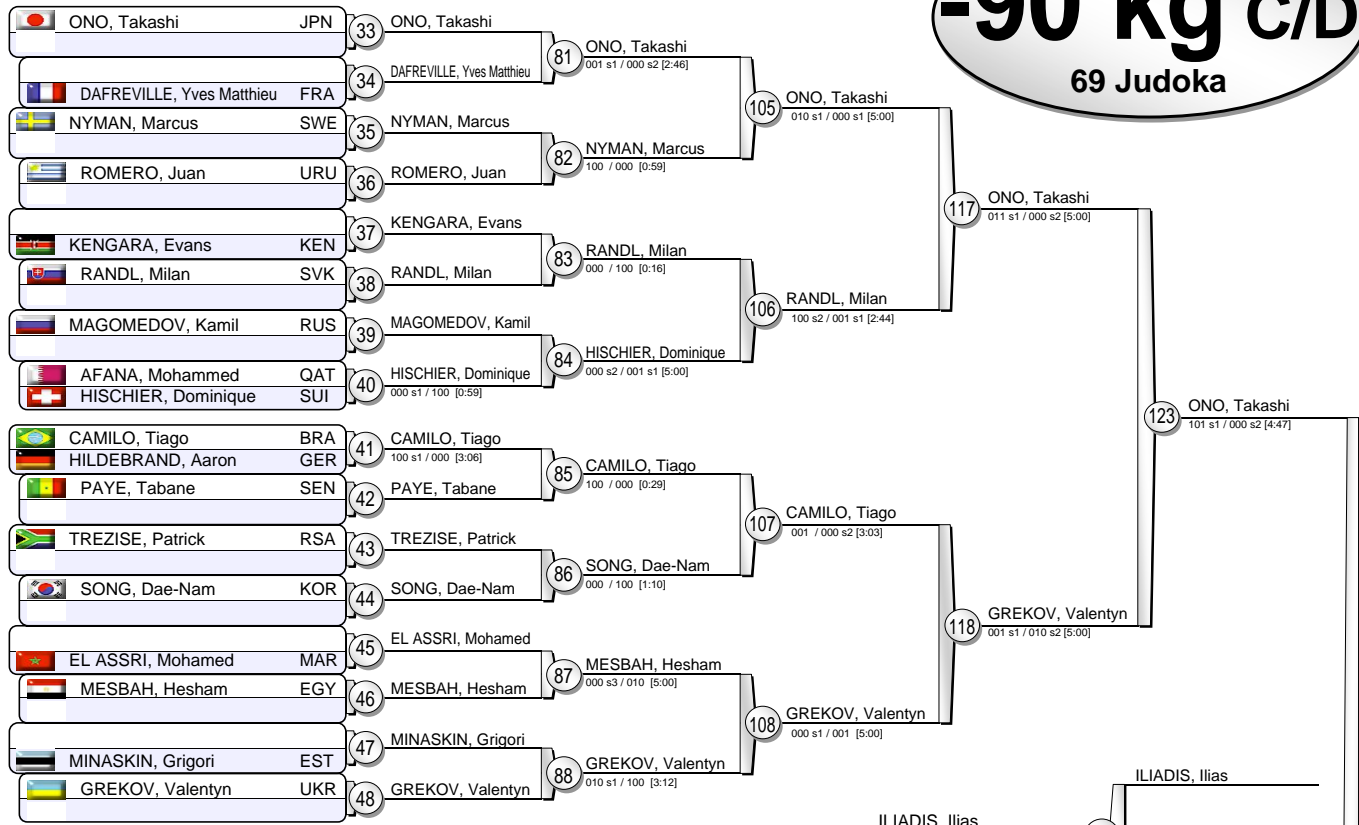 -90 kg C/D
69 Judoka
ONO, Takashi JPN
DAFREVILLE, Yves Matthieu FRA
NYMAN, Marcus SWE
ROMERO, Juan URU
KENGARA, Evans KEN
RANDL, Milan SVK
MAGOMEDOV, Kamil RUS
AFANA, Mohammed QAT
HISCHIER, Dominique SUI
CAMILO, Tiago BRA
HILDEBRAND, Aaron GER
PAYE, Tabane SEN
TREZISE, Patrick RSA
SONG, Dae-Nam KOR
EL ASSRI, Mohamed MAR
MESBAH, Hesham EGY
MINASKIN, Grigori EST
GREKOV, Valentyn UKR
33 ONO, Takashi
34 DAFREVILLE, Yves Matthieu
35 NYMAN, Marcus
36 ROMERO, Juan
37 KENGARA, Evans
38 RANDL, Milan
39 MAGOMEDOV, Kamil
40 HISCHIER, Dominique
000 s1 / 100 [0:59]
41 CAMILO, Tiago
100 s1 / 000 [3:06]
42 PAYE, Tabane
43 TREZISE, Patrick
44 SONG, Dae-Nam
45 EL ASSRI, Mohamed
46 MESBAH, Hesham
47 MINASKIN, Grigori
48 GREKOV, Valentyn
81 ONO, Takashi
001 s1 / 000 s2 [2:46]
82 NYMAN, Marcus
100 / 000 [0:59]
83 RANDL, Milan
000 / 100 [0:16]
84 HISCHIER, Dominique
000 s2 / 001 s1 [5:00]
85 CAMILO, Tiago
100 / 000 [0:29]
86 SONG, Dae-Nam
000 / 100 [1:10]
87 MESBAH, Hesham
000 s3 / 010 [5:00]
88 GREKOV, Valentyn
010 s1 / 100 [3:12]
105 ONO, Takashi
010 s1 / 000 s1 [5:00]
106 RANDL, Milan
100 s2 / 001 s1 [2:44]
107 CAMILO, Tiago
001 / 000 s2 [3:03]
108 GREKOV, Valentyn
000 s1 / 001 [5:00]
117 ONO, Takashi
011 s1 / 000 s2 [5:00]
118 GREKOV, Valentyn
001 s1 / 010 s2 [5:00]
123 ONO, Takashi
101 s1 / 000 s2 [4:47]
ILIADIS, Ilias
ILIADIS, Ilias